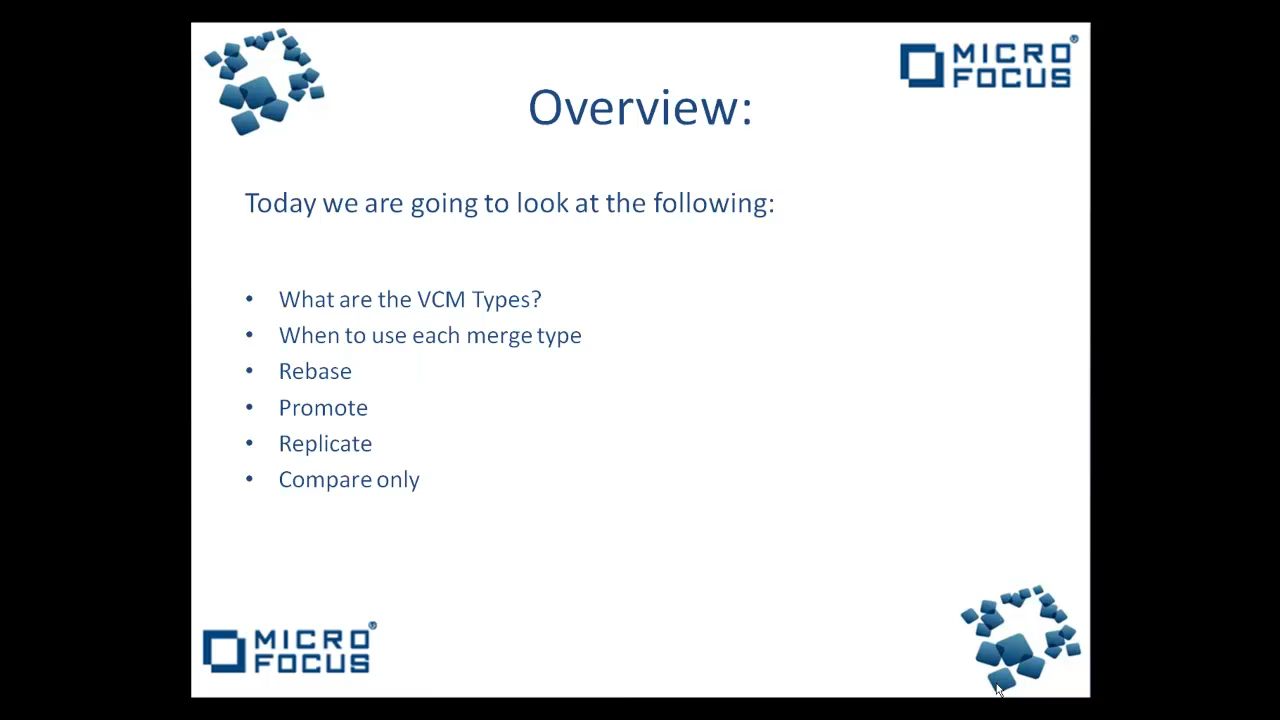 MICRO
FOCUS
Overview:
Today we are going to look at the following:
• What are the VCM Types?
• When to use each merge type
• Rebase
• Promote
• Replicate
• Compare only
MICRO
FOCUS